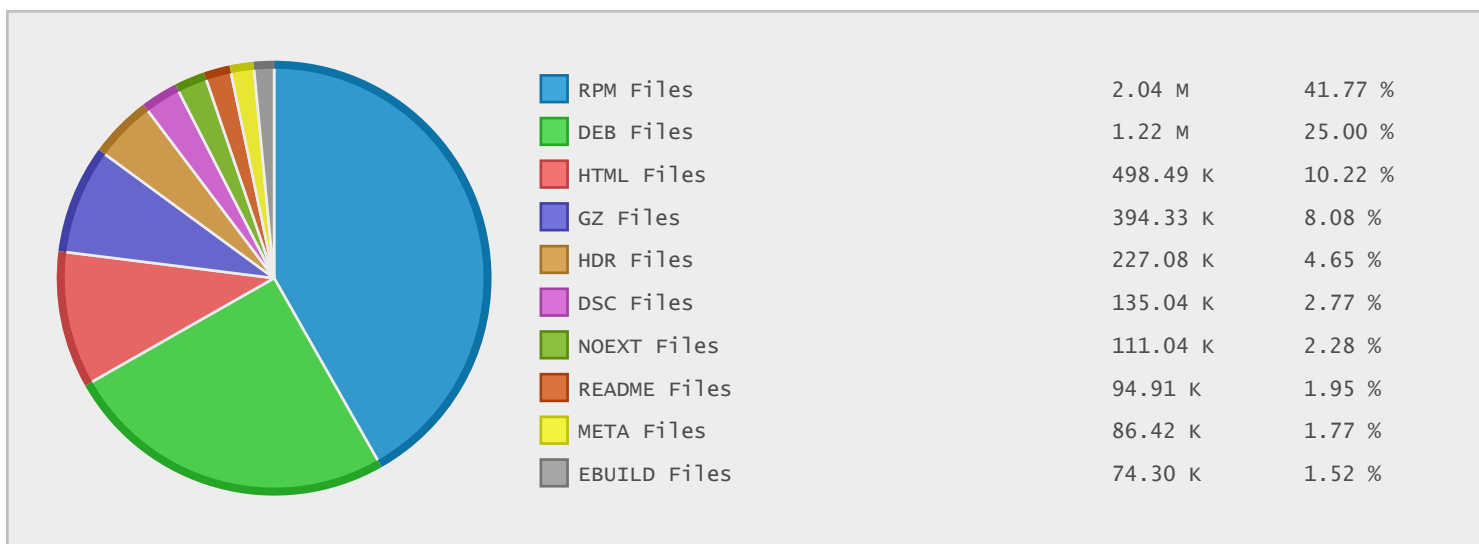 RPM Files 2.04 M 41.77 %
DEB Files 1.22 M 25.00 %
HTML Files 498.49 K 10.22 %
GZ Files 394.33 K 8.08 %
HDR Files 227.08 K 4.65 %
DSC Files 135.04 K 2.77 %
NOEXT Files 111.04 K 2.28 %
README Files 94.91 K 1.95 %
META Files 86.42 K 1.77 %
EBUILD Files 74.30 K 1.52 %